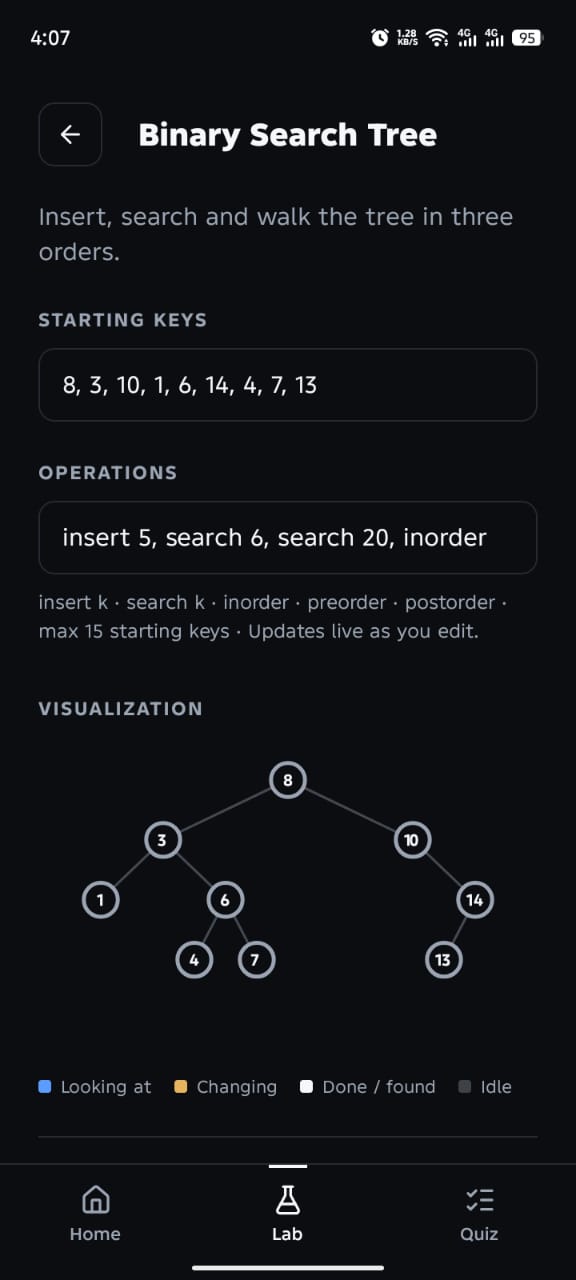 4:07
1.28
KB/S
4G
4G
95
Binary Search Tree
Insert, search and walk the tree in three
orders.
STARTING KEYS
8, 3, 10, 1, 6, 14, 4, 7, 13
OPERATIONS
insert 5, search 6, search 20, inorder
insert k · search k · inorder · preorder · postorder ·
max 15 starting keys · Updates live as you edit.
VISUALIZATION
8
3
10
1
6
14
4
7
13
Looking at
Changing
Done / found
Idle
Home
Lab
Quiz